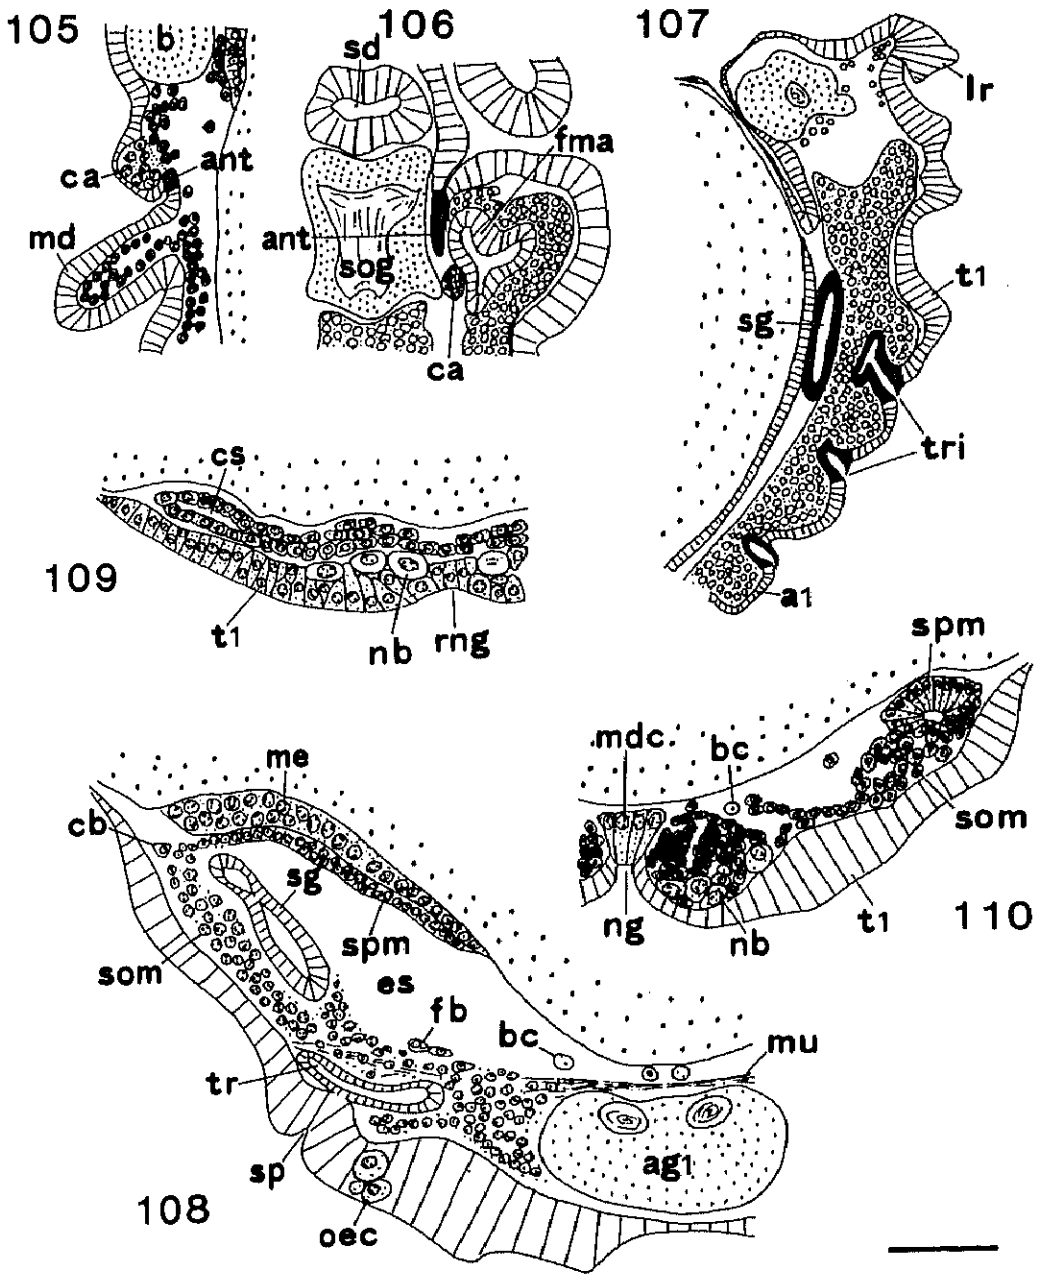 105
b
ca
ant
md
106
sd
fma
ant
sog
ca
107
lr
t1
sg
tri
a1
cs
109
t1
nb
rng
spm
mdc
bc
som
ng
nb
t1
110
me
cb
sg
spm
som
es
fb
bc
mu
tr
sp
ag1
108
oec